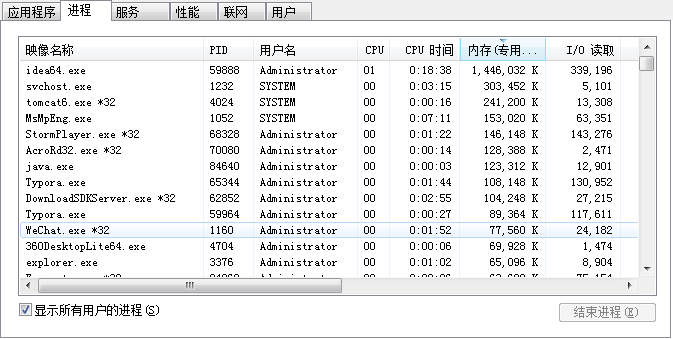 应用程序 进程 服务 性能 联网 用户
映像名称 PID 用户名 CPU CPU 时间 内存(专用... I/O 读取
idea64.exe 59888 Administrator 01 0:18:38 1,446,032 K 339,196
svchost.exe 1232 SYSTEM 00 0:03:15 303,452 K 5,101
tomcat6.exe *32 4024 SYSTEM 00 0:00:16 241,200 K 13,308
MsMpEng.exe 1052 SYSTEM 00 0:07:11 153,020 K 63,351
StormPlayer.exe *32 68328 Administrator 00 0:01:22 146,148 K 143,276
AcroRd32.exe *32 70080 Administrator 00 0:00:14 128,388 K 2,471
java.exe 84640 Administrator 00 0:00:03 123,312 K 12,901
Typora.exe 65344 Administrator 00 0:01:44 108,148 K 130,952
DownloadSDKServer.exe *32 62852 Administrator 00 0:02:55 104,248 K 27,215
Typora.exe 59964 Administrator 00 0:00:27 89,364 K 117,611
WeChat.exe *32 1160 Administrator 00 0:01:52 77,560 K 24,182
360DesktopLite64.exe 4704 Administrator 00 0:00:06 69,928 K 1,474
explorer.exe 3376 Administrator 00 0:01:02 65,096 K 8,904
显示所有用户的进程(S) 结束进程(E)